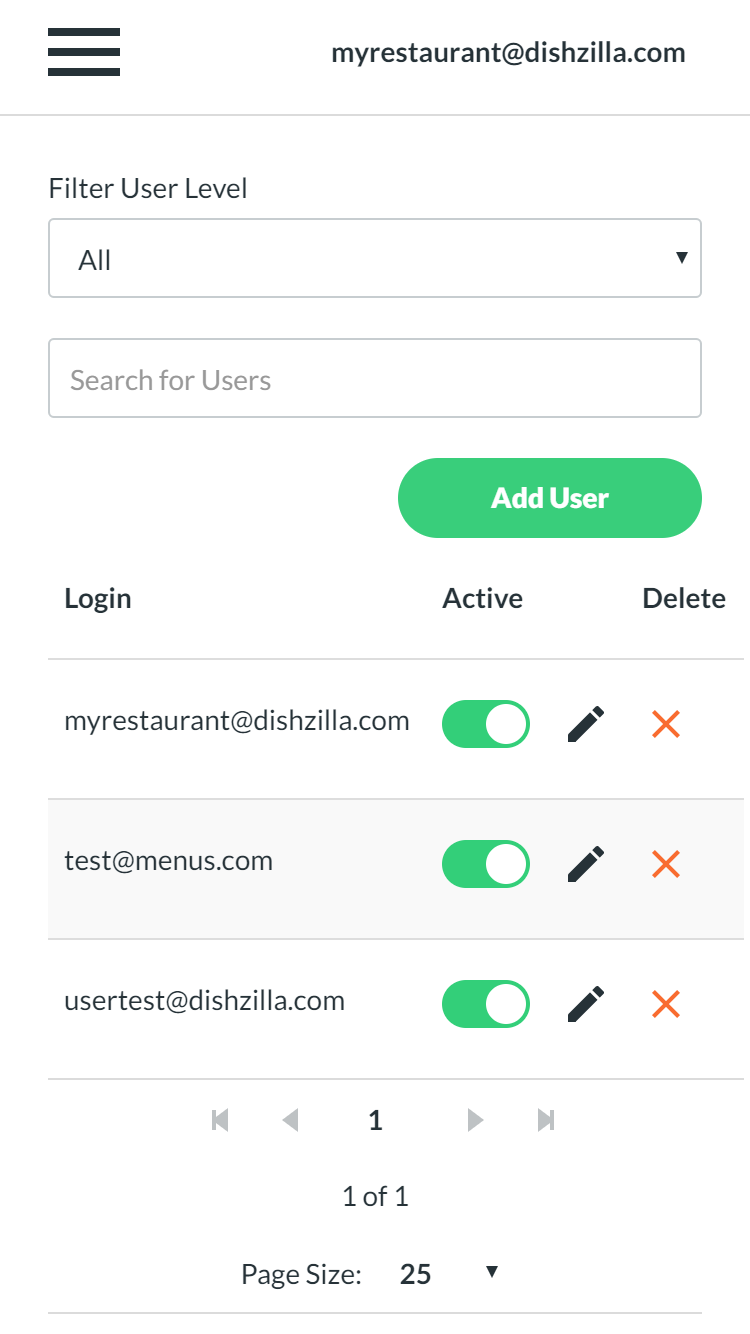 myrestaurant@dishzilla.com
Filter User Level
All
Search for Users
Add User
Login Active Delete
myrestaurant@dishzilla.com
test@menus.com
usertest@dishzilla.com
1
1 of 1
Page Size: 25